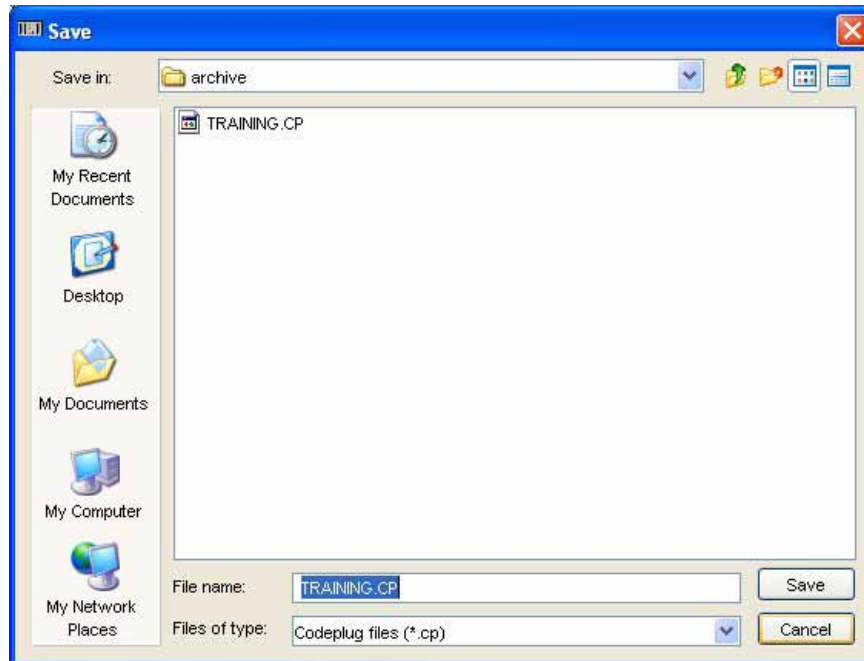 Save
Save in:
archive
TRAINING.CP
My Recent
Documents
Desktop
My Documents
My Computer
My Network
Places
File name:
TRAINING.CP
Save
Files of type:
Codeplug files (*.cp)
Cancel